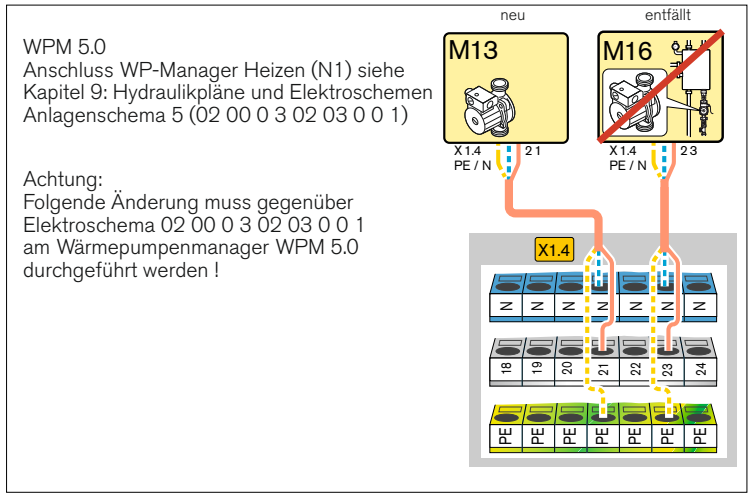 neu
entfällt
WPM 5.0
Anschluss WP-Manager Heizen (N1) siehe
Kapitel 9: Hydraulikpläne und Elektroschemen
Anlagenschema 5 (02 00 0 3 02 03 0 0 1)
Achtung:
Folgende Änderung muss gegenüber
Elektroschema 02 00 0 3 02 03 0 0 1
am Wärmepumpenmanager WPM 5.0
durchgeführt werden !
M13
M16
X1.4
PE / N
21
X1.4
PE / N
23
X1.4
N N N N N N N
18 19 20 21 22 23 24
PE PE PE PE PE PE PE